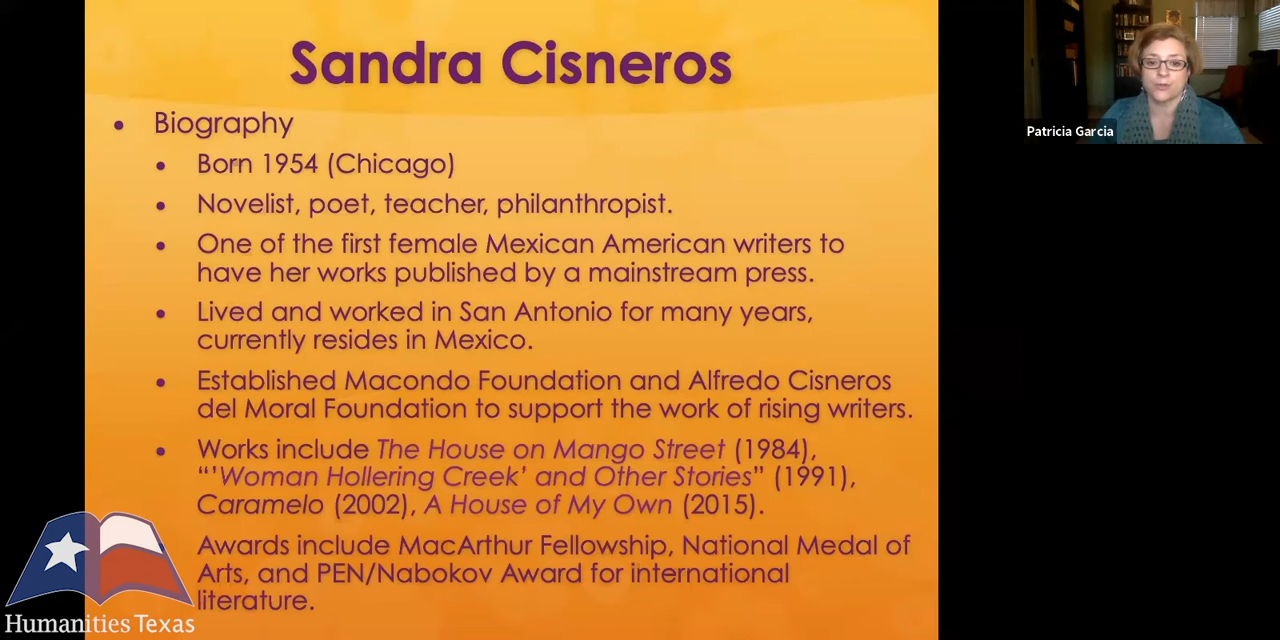 Sandra Cisneros
• Biography
• Born 1954 (Chicago)
• Novelist, poet, teacher, philanthropist.
• One of the first female Mexican American writers to
have her works published by a mainstream press.
• Lived and worked in San Antonio for many years,
currently resides in Mexico.
• Established Macondo Foundation and Alfredo Cisneros
del Moral Foundation to support the work of rising writers.
• Works include The House on Mango Street (1984),
“’Woman Hollering Creek’ and Other Stories” (1991),
Caramelo (2002), A House of My Own (2015).
Awards include MacArthur Fellowship, National Medal of
Arts, and PEN/Nabokov Award for international
literature.
Humanities Texas
Patricia Garcia